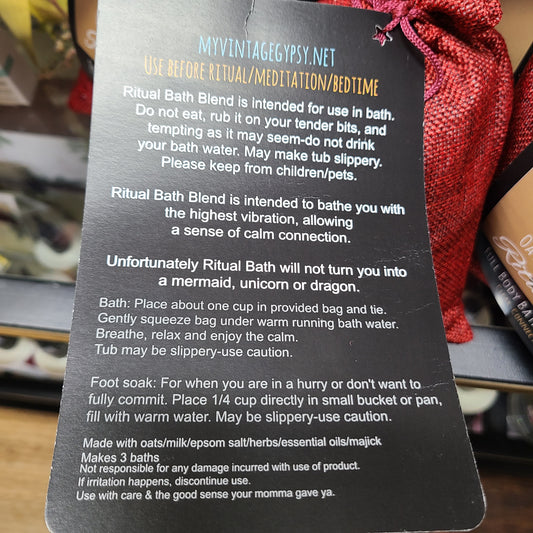 MYVINTAGEGYPSY.NET
USE BEFORE RITUAL/MEDITATION/BEDTIME
Ritual Bath Blend is intended for use in bath.
Do not eat, rub it on your tender bits, and
tempting as it may seem-do not drink
your bath water. May make tub slippery.
Please keep from children/pets.
Ritual Bath Blend is intended to bathe you with
the highest vibration, allowing
a sense of calm connection.
Unfortunately Ritual Bath will not turn you into
a mermaid, unicorn or dragon.
Bath: Place about one cup in provided bag and tie.
Gently squeeze bag under warm running bath water.
Breathe, relax and enjoy the calm.
Tub may be slippery-use caution.
Foot soak: For when you are in a hurry or don't want to
fully commit. Place 1/4 cup directly in small bucket or pan,
fill with warm water. May be slippery-use caution.
Made with oats/milk/epsom salt/herbs/essential oils/majick
Makes 3 baths
Not responsible for any damage incurred with use of product.
If irritation happens, discontinue use.
Use with care & the good sense your momma gave ya.
FULL BODY BA